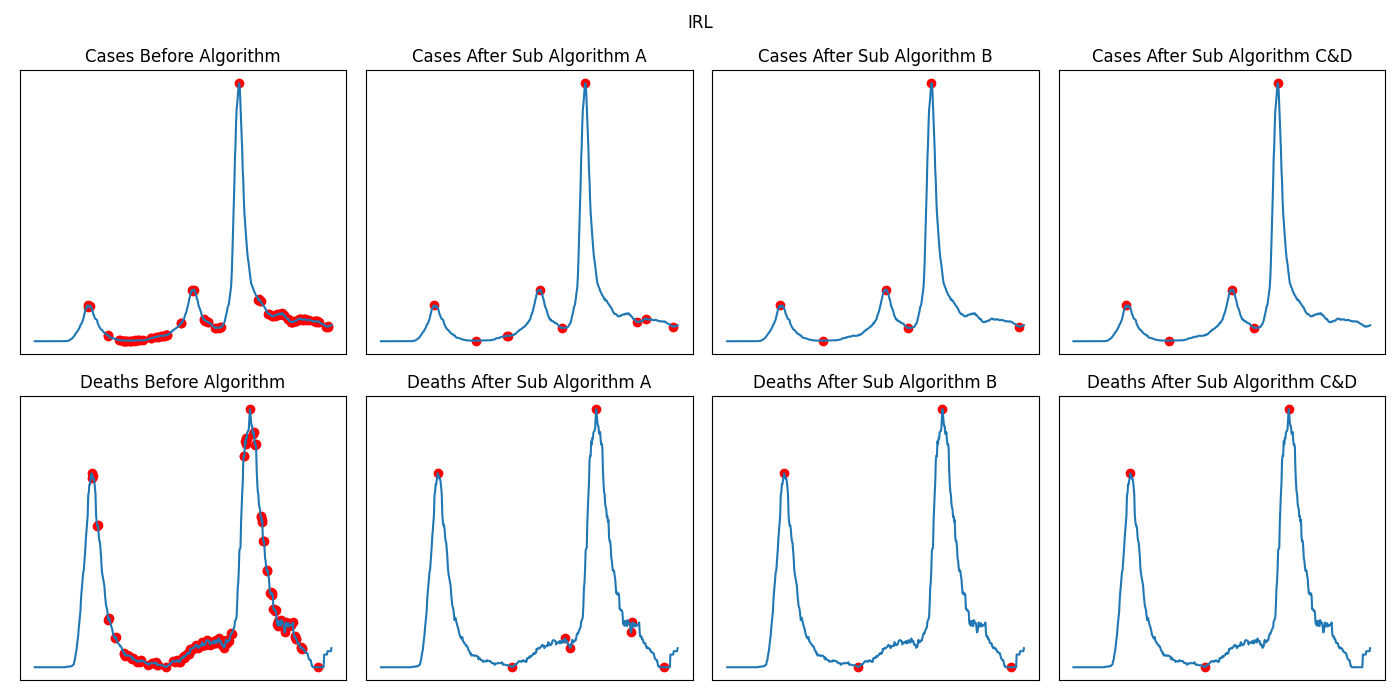 IRL
Cases Before Algorithm
Cases After Sub Algorithm A
Cases After Sub Algorithm B
Cases After Sub Algorithm C&D
Deaths Before Algorithm
Deaths After Sub Algorithm A
Deaths After Sub Algorithm B
Deaths After Sub Algorithm C&D